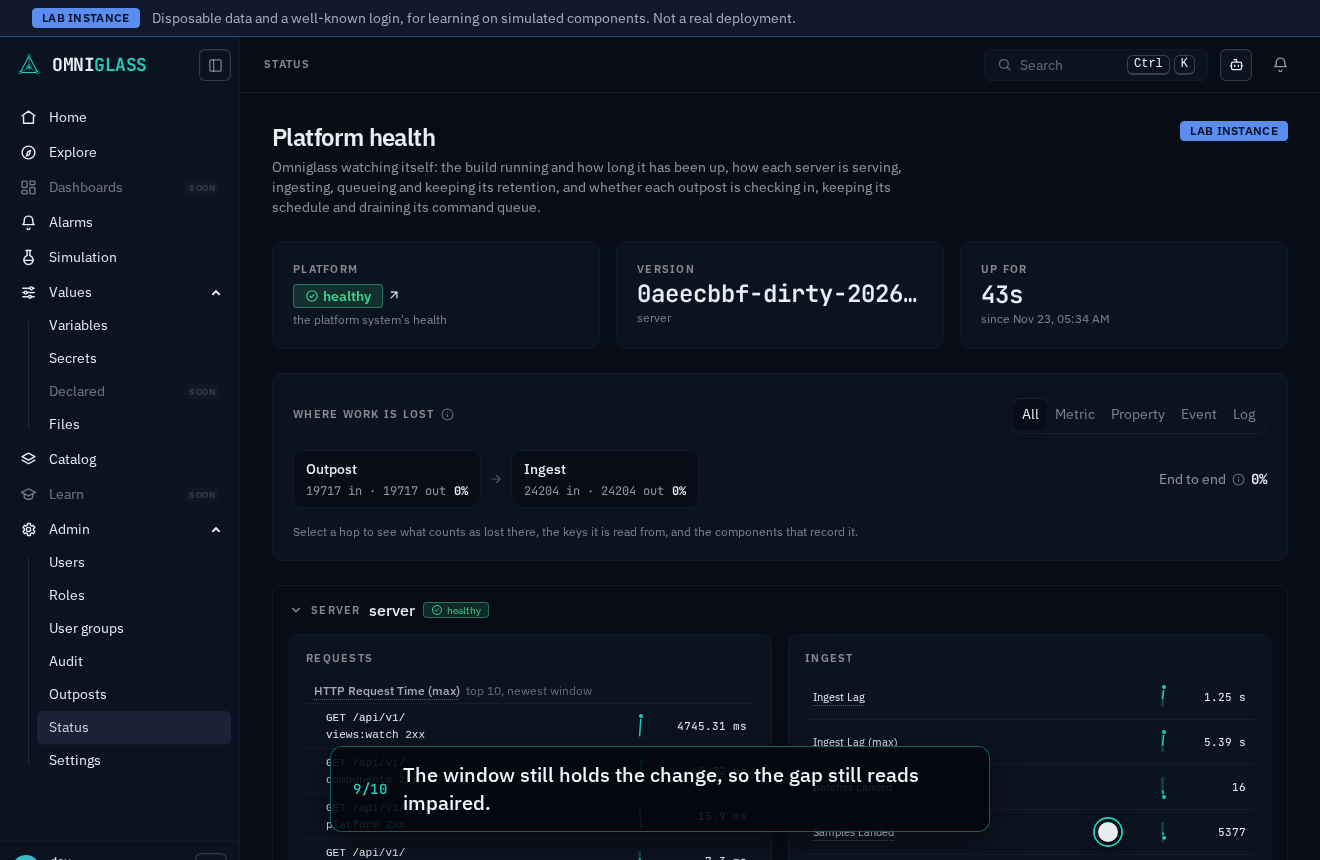 LAB INSTANCE Disposable data and a well-known login, for learning on simulated components. Not a real deployment.
OMNIGLASS
STATUS
Search Ctrl K
Home
Explore
Dashboards SOON
Alarms
Simulation
Values
Variables
Secrets
Declared SOON
Files
Catalog
Learn SOON
Admin
Users
Roles
User groups
Audit
Outposts
Status
Settings
Platform health
LAB INSTANCE
Omniglass watching itself: the build running and how long it has been up, how each server is serving,
ingesting, queueing and keeping its retention, and whether each outpost is checking in, keeping its
schedule and draining its command queue.
PLATFORM
healthy
the platform system's health
VERSION
0aeecbbf-dirty-2026…
server
UP FOR
43s
since Nov 23, 05:34 AM
WHERE WORK IS LOST
All Metric Property Event Log
Outpost
19717 in · 19717 out 0%
Ingest
24204 in · 24204 out 0%
End to end 0%
Select a hop to see what counts as lost there, the keys it is read from, and the components that record it.
SERVER server healthy
REQUESTS
HTTP Request Time (max) top 10, newest window
GET /api/v1/
views:watch 2xx
4745.31 ms
GET /api/v1/
components 2
GET /api/v1/
platform 2xx
13.9 ms
GET /api/v1/
INGEST
Ingest Lag 1.25 s
Ingest Lag (max) 5.39 s
Batches Landed 16
Samples Landed 5377
9/10 The window still holds the change, so the gap still reads
impaired.